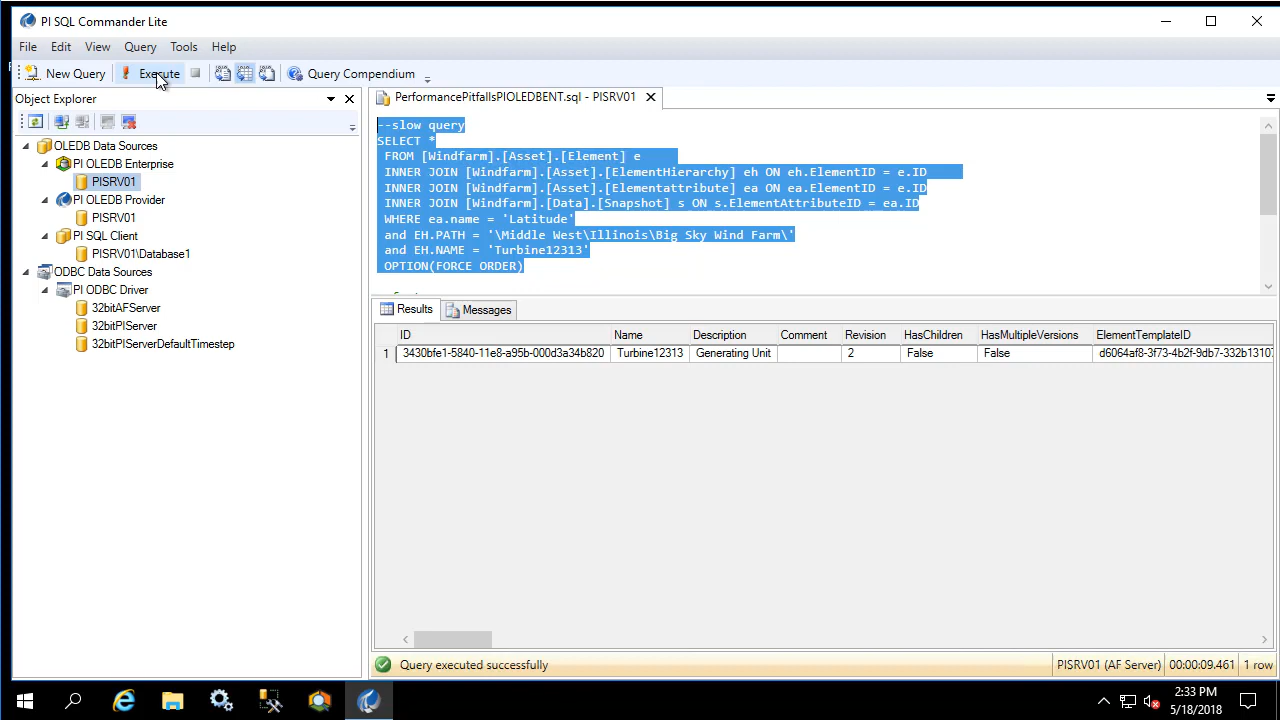 PI SQL Commander Lite
File Edit View Query Tools Help
New Query Execute Query Compendium
Object Explorer
OLEDB Data Sources
PI OLEDB Enterprise
PISRV01
PI OLEDB Provider
PISRV01
PI SQL Client
PISRV01\Database1
ODBC Data Sources
PI ODBC Driver
32bitAFServer
32bitPIServer
32bitPIServerDefaultTimestep
PerformancePitfallsPIOLEDBENT.sql - PISRV01
--slow query
SELECT *
FROM [Windfarm].[Asset].[Element] e
INNER JOIN [Windfarm].[Asset].[ElementHierarchy] eh ON eh.ElementID = e.ID
INNER JOIN [Windfarm].[Asset].[Elementattribute] ea ON ea.ElementID = e.ID
INNER JOIN [Windfarm].[Data].[Snapshot] s ON s.ElementAttributeID = ea.ID
WHERE ea.name = 'Latitude'
and EH.PATH = '\Middle West\Illinois\Big Sky Wind Farm\'
and EH.NAME = 'Turbine12313'
OPTION(FORCE ORDER)
Results Messages
ID Name Description Comment Revision HasChildren HasMultipleVersions ElementTemplateID
1 3430bfe1-5840-11e8-a95b-000d3a34b820 Turbine12313 Generating Unit 2 False False d6064af8-3f73-4b2f-9db7-332b1310
Query executed successfully PISRV01 (AF Server) 00:00:09.461 1 row
2:33 PM
5/18/2018